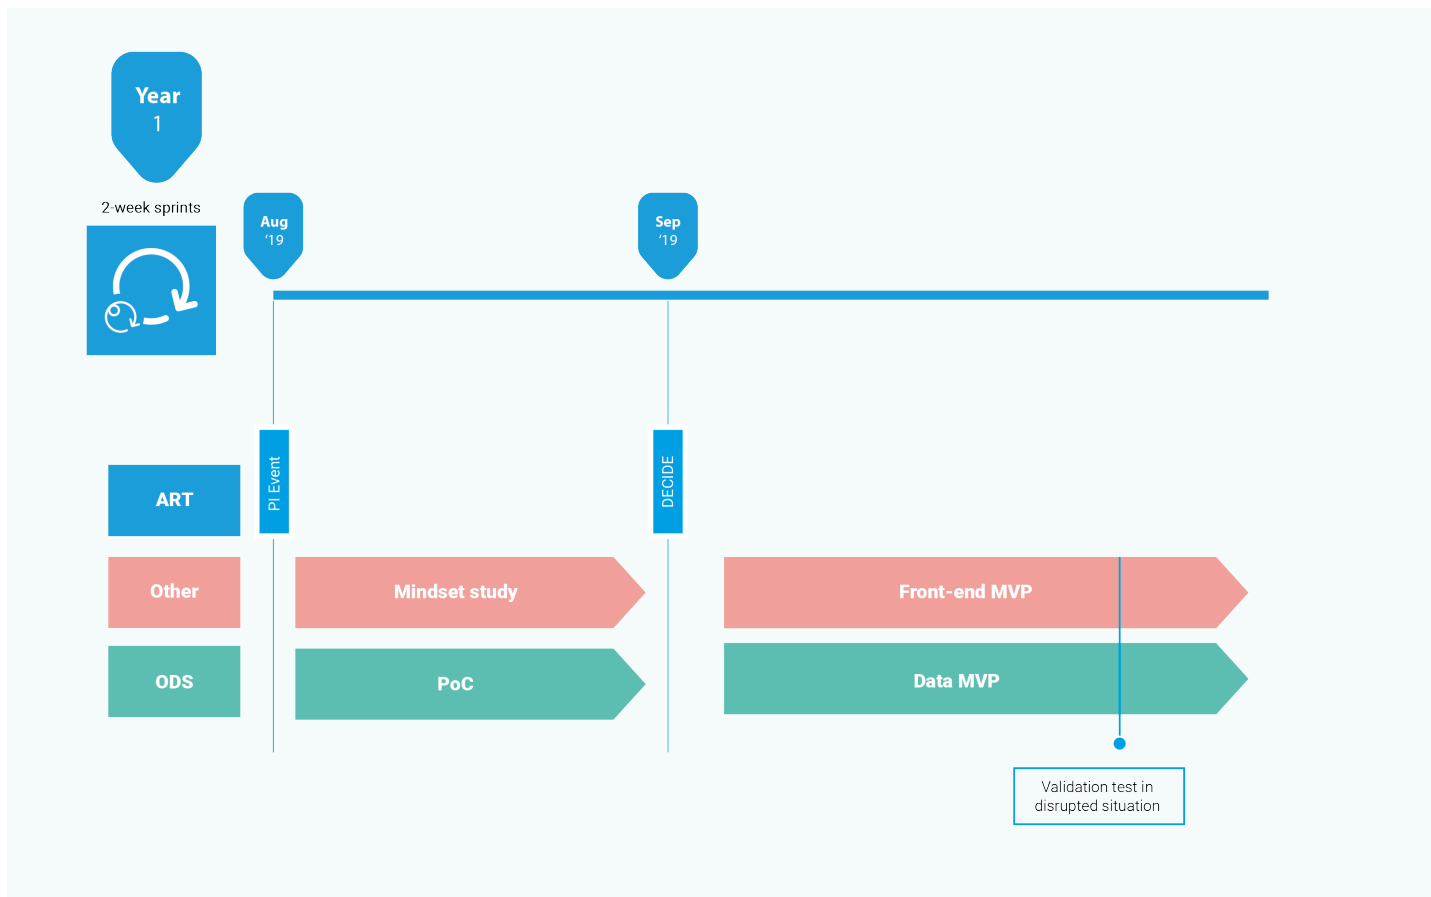 Year
1
2-week sprints
Aug
‘19
Sep
‘19
PI Event
DECIDE
ART
Other
Mindset study
Front-end MVP
ODS
PoC
Data MVP
Validation test in
disrupted situation